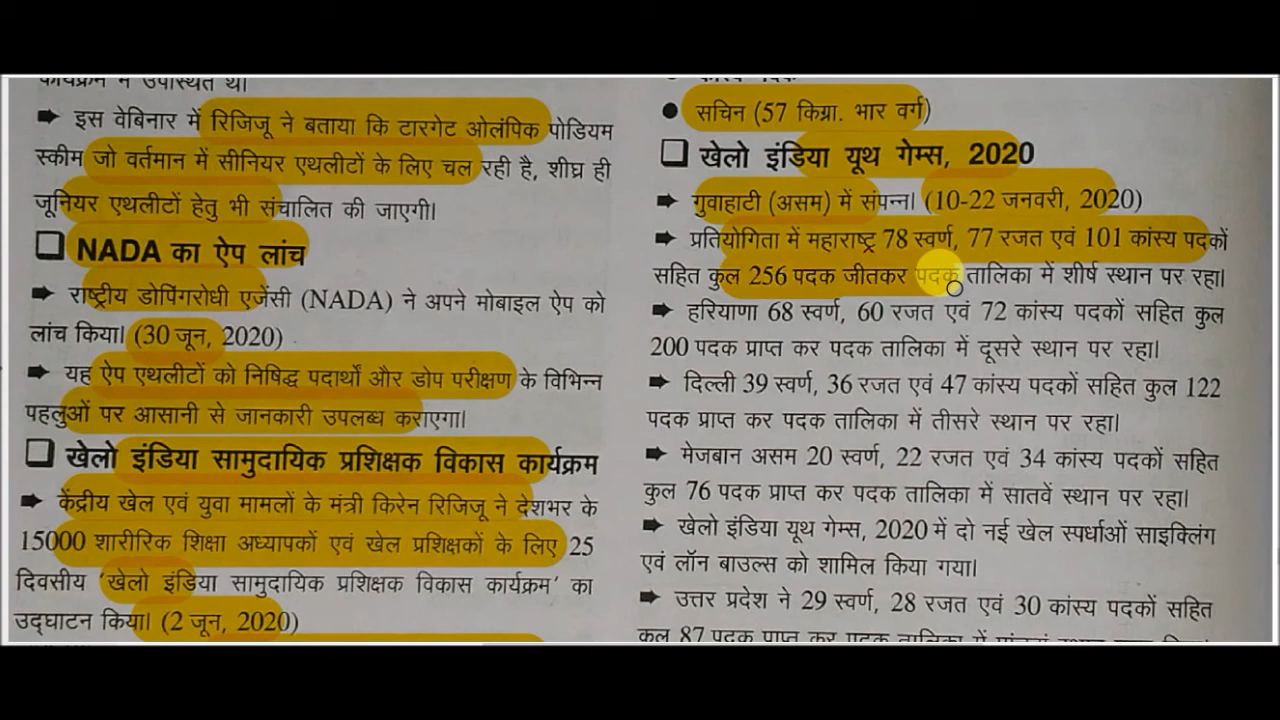 कार्यक्रम में उपस्थित थे।
➡ इस वेबिनार में रिजिजू ने बताया कि टारगेट ओलंपिक पोडियम
स्कीम जो वर्तमान में सीनियर एथलीटों के लिए चल रही है, शीघ्र ही
जूनियर एथलीटों हेतु भी संचालित की जाएगी।
❑ NADA का ऐप लांच
➡ राष्ट्रीय डोपिंगरोधी एजेंसी (NADA) ने अपने मोबाइल ऐप को
लांच किया। (30 जून, 2020)
➡ यह ऐप एथलीटों को निषिद्ध पदार्थों और डोप परीक्षण के विभिन्न
पहलुओं पर आसानी से जानकारी उपलब्ध कराएगा।
❑ खेलो इंडिया सामुदायिक प्रशिक्षक विकास कार्यक्रम
➡ केंद्रीय खेल एवं युवा मामलों के मंत्री किरेन रिजिजू ने देशभर के
15000 शारीरिक शिक्षा अध्यापकों एवं खेल प्रशिक्षकों के लिए 25
दिवसीय ‘खेलो इंडिया सामुदायिक प्रशिक्षक विकास कार्यक्रम’ का
उद्घाटन किया। (2 जून, 2020)
● सचिन (57 किग्रा. भार वर्ग)
❑ खेलो इंडिया यूथ गेम्स, 2020
➡ गुवाहाटी (असम) में संपन्न। (10-22 जनवरी, 2020)
➡ प्रतियोगिता में महाराष्ट्र 78 स्वर्ण, 77 रजत एवं 101 कांस्य पदकों
सहित कुल 256 पदक जीतकर पदक तालिका में शीर्ष स्थान पर रहा।
➡ हरियाणा 68 स्वर्ण, 60 रजत एवं 72 कांस्य पदकों सहित कुल
200 पदक प्राप्त कर पदक तालिका में दूसरे स्थान पर रहा।
➡ दिल्ली 39 स्वर्ण, 36 रजत एवं 47 कांस्य पदकों सहित कुल 122
पदक प्राप्त कर पदक तालिका में तीसरे स्थान पर रहा।
➡ मेजबान असम 20 स्वर्ण, 22 रजत एवं 34 कांस्य पदकों सहित
कुल 76 पदक प्राप्त कर पदक तालिका में सातवें स्थान पर रहा।
➡ खेलो इंडिया यूथ गेम्स, 2020 में दो नई खेल स्पर्धाओं साइक्लिंग
एवं लॉन बाउल्स को शामिल किया गया।
➡ उत्तर प्रदेश ने 29 स्वर्ण, 28 रजत एवं 30 कांस्य पदकों सहित
कुल 87 पदक प्राप्त कर पदक तालिका में